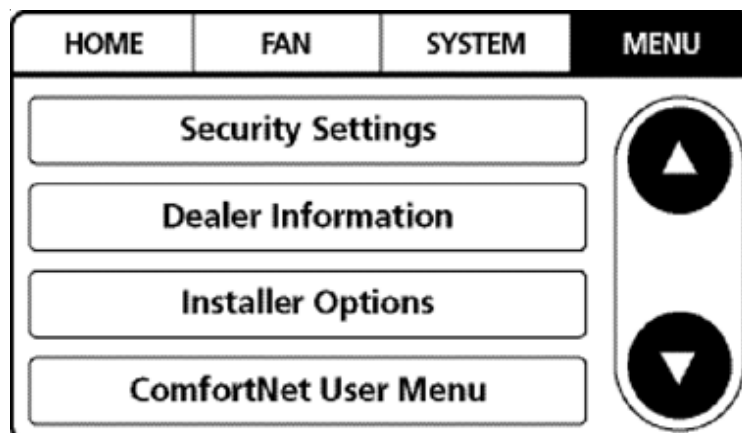 HOME FAN SYSTEM MENU
Security Settings
Dealer Information
Installer Options
ComfortNet User Menu